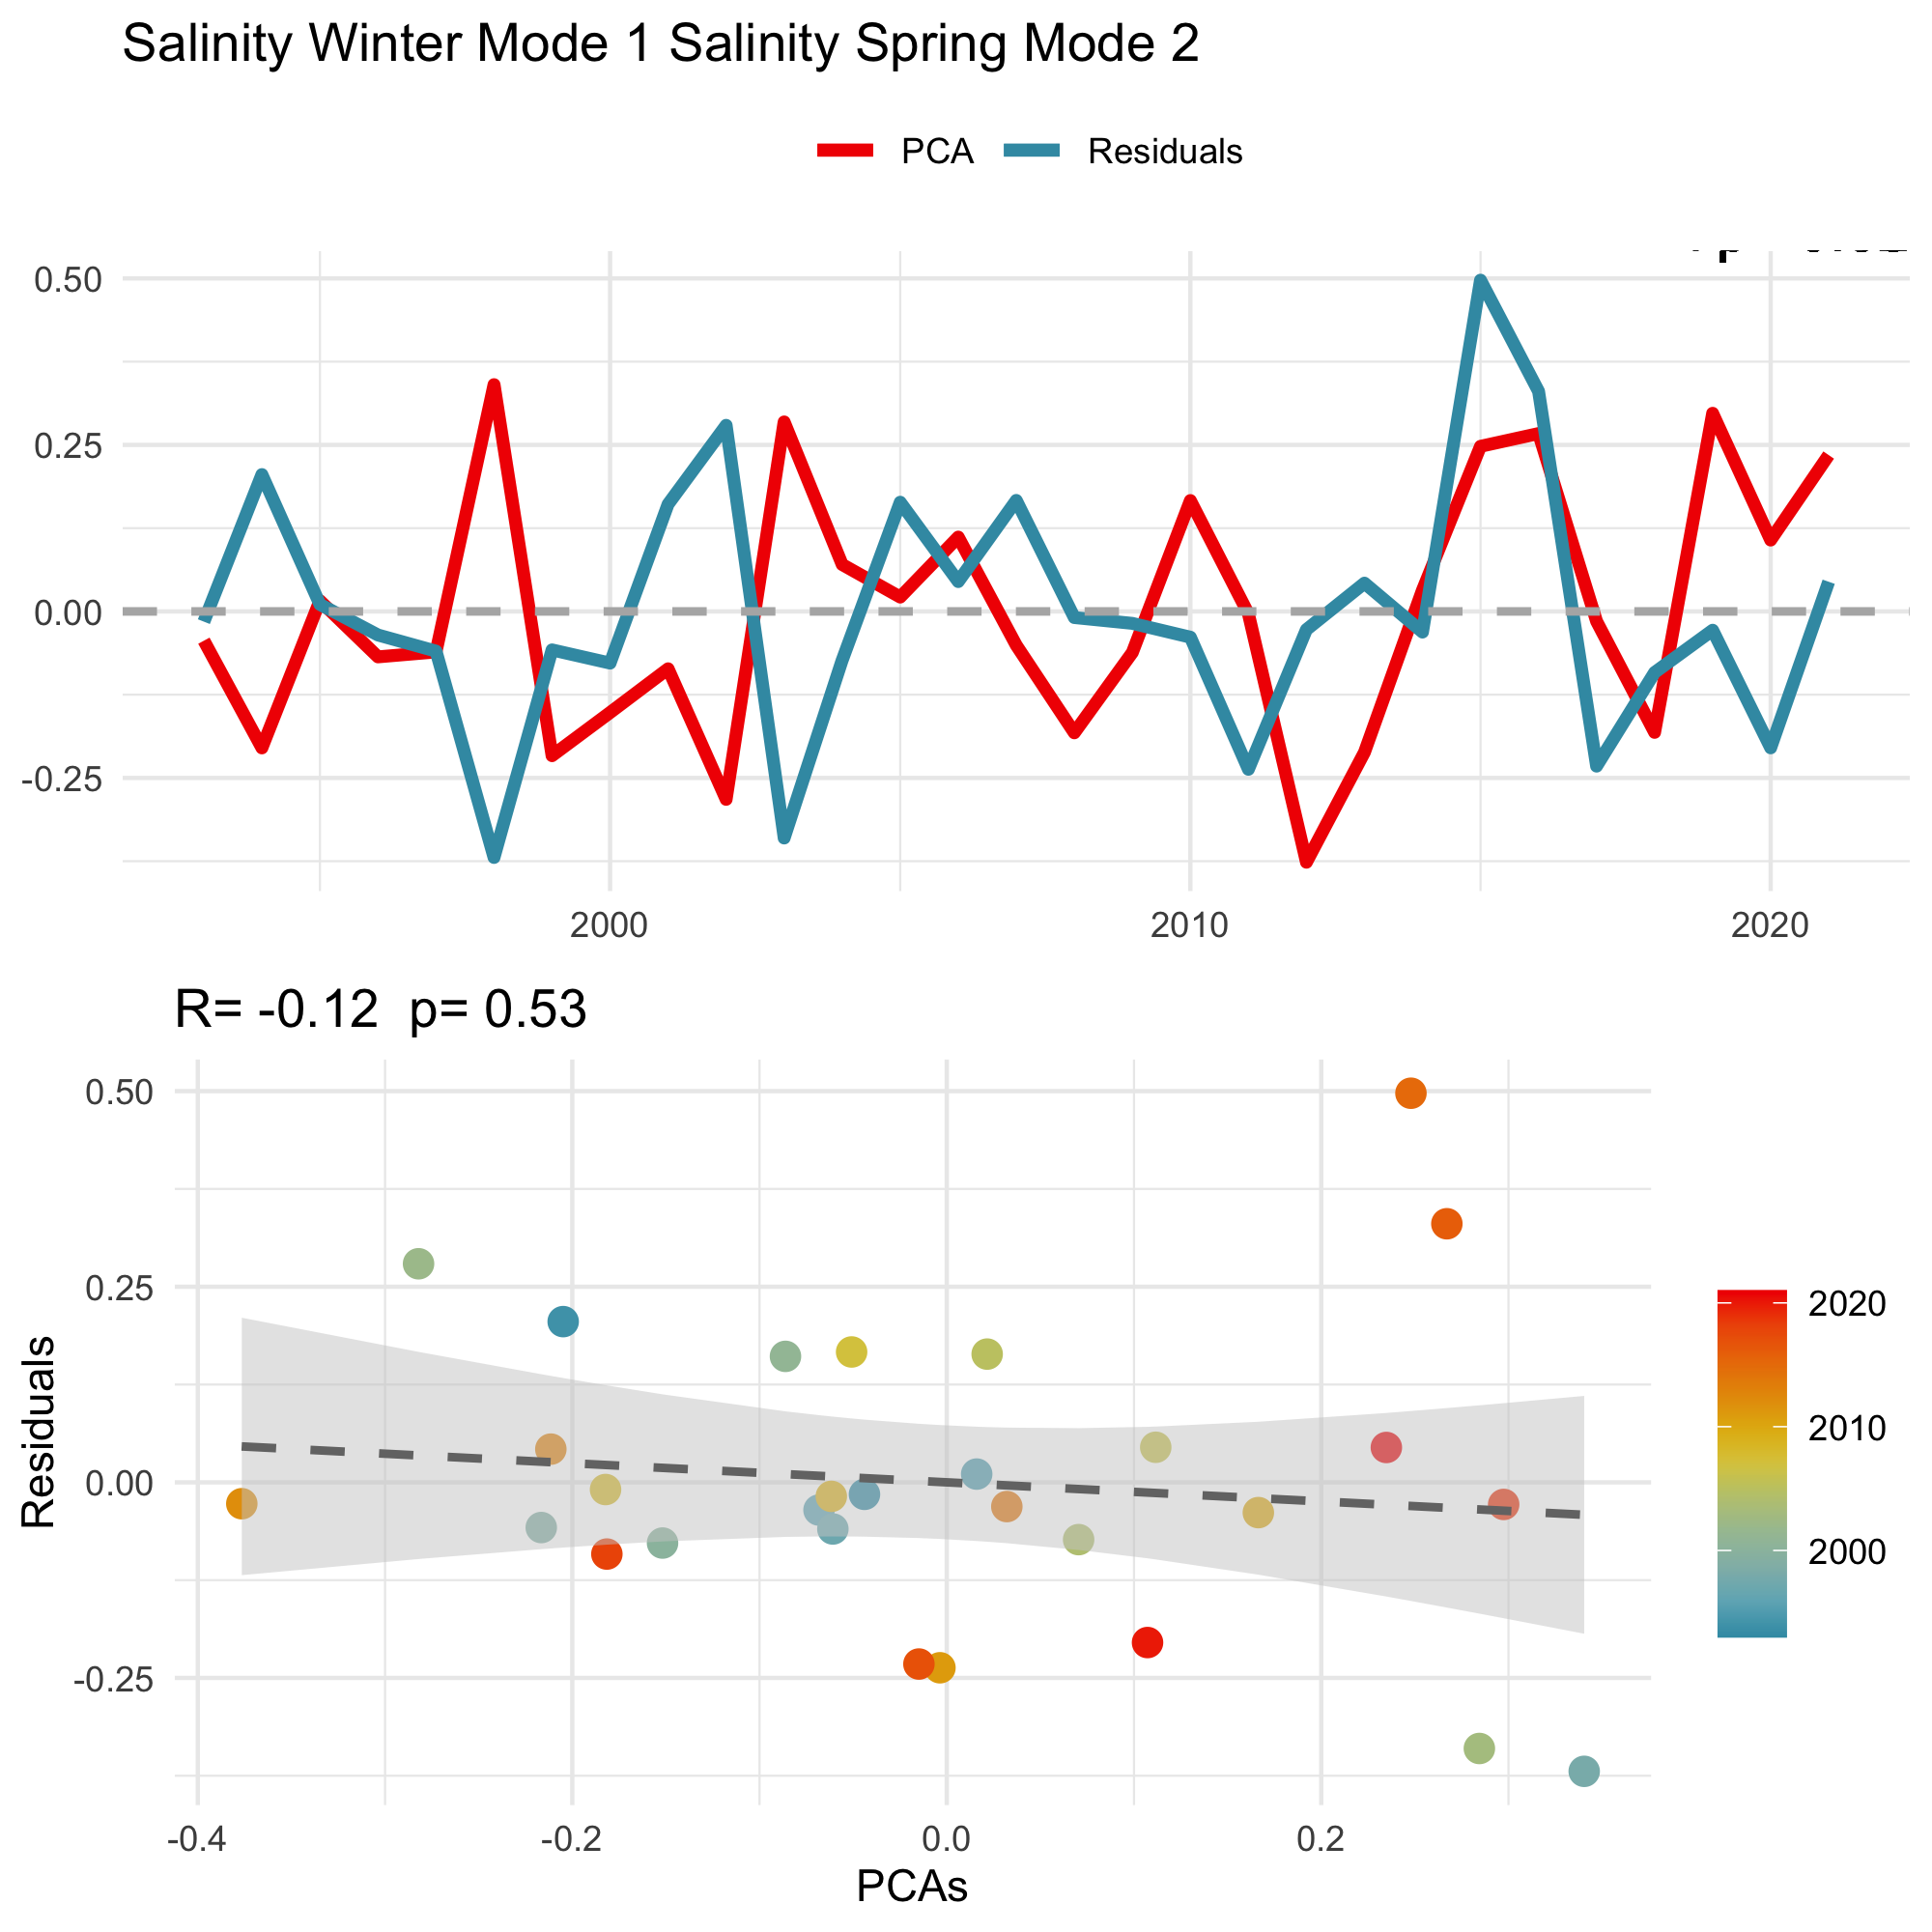 Salinity Winter Mode 1 Salinity Spring Mode 2
PCA Residuals
0.50
0.25
0.00
-0.25
2000 2010 2020
R= -0.12 p= 0.53
0.50
0.25
0.00
-0.25
Residuals
-0.4 -0.2 0.0 0.2
PCAs
2020
2010
2000